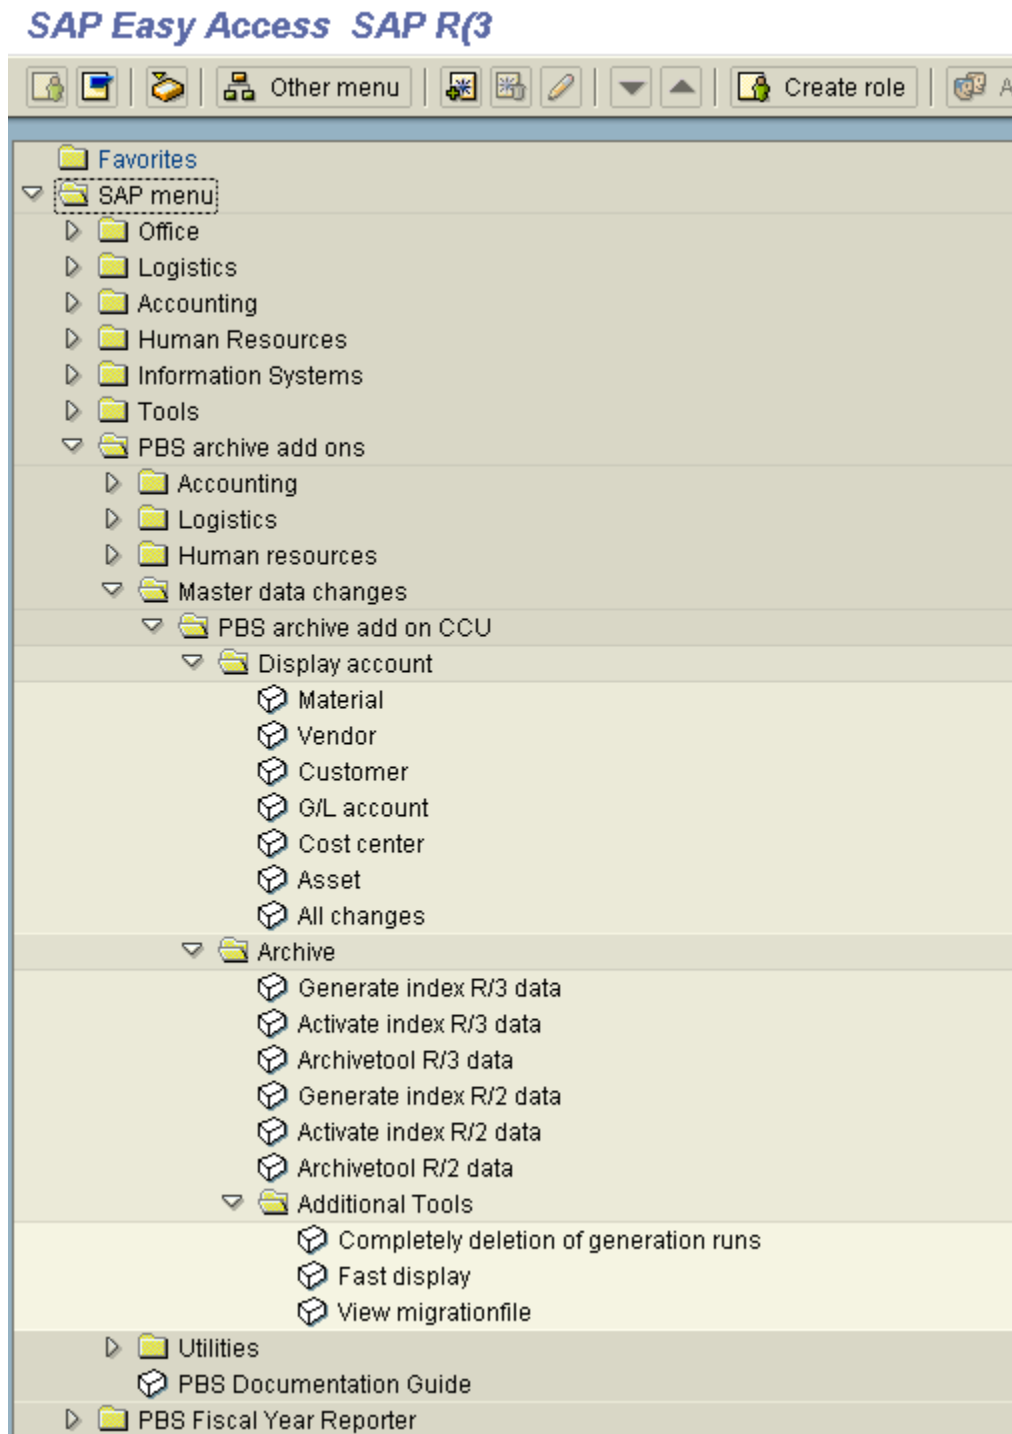 SAP Easy Access SAP R(3
Other menu
Create role
Favorites
SAP menu
Office
Logistics
Accounting
Human Resources
Information Systems
Tools
PBS archive add ons
Accounting
Logistics
Human resources
Master data changes
PBS archive add on CCU
Display account
Material
Vendor
Customer
G/L account
Cost center
Asset
All changes
Archive
Generate index R/3 data
Activate index R/3 data
Archivetool R/3 data
Generate index R/2 data
Activate index R/2 data
Archivetool R/2 data
Additional Tools
Completely deletion of generation runs
Fast display
View migrationfile
Utilities
PBS Documentation Guide
PBS Fiscal Year Reporter